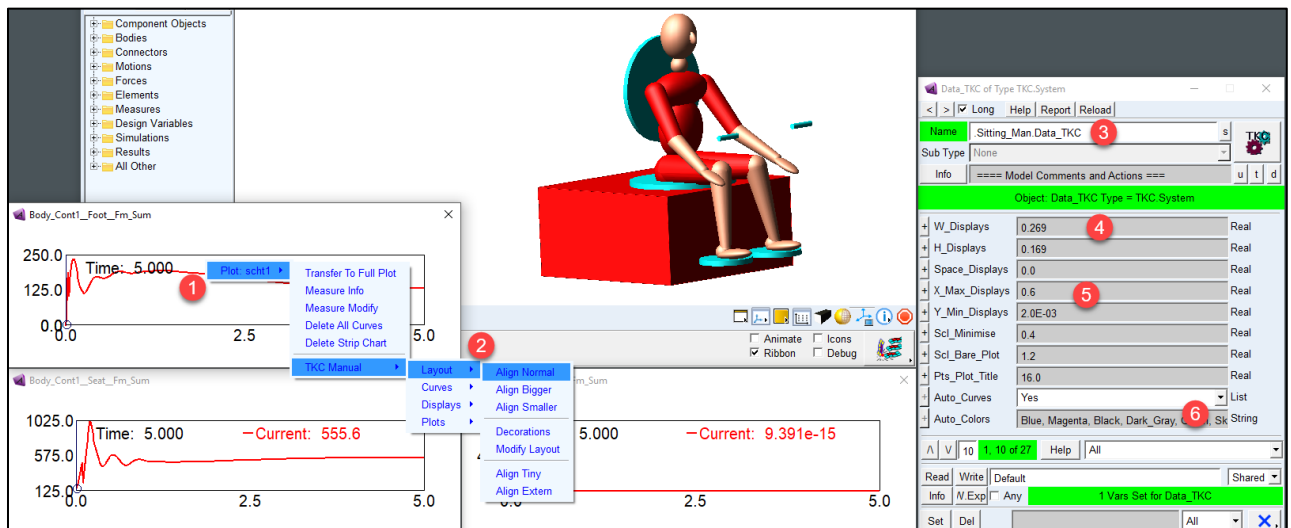 Component Objects
Bodies
Connectors
Motions
Forces
Elements
Measures
Design Variables
Simulations
Results
All Other
Body_Cont1__Foot__Fm_Sum
250.0
125.0
0.0
Time: 5.000
2.5
5.0
1
Plot: scht1
Transfer To Full Plot
Measure Info
Measure Modify
Delete All Curves
Delete Strip Chart
TKC Manual
2
Layout
Curves
Displays
Plots
Align Normal
Align Bigger
Align Smaller
Decorations
Modify Layout
Align Tiny
Align Extern
Animate
Icons
Ribbon
Debug
Body_Cont1__Seat__Fm_Sum
1025.0
575.0
125.0
Time: 5.000
Current: 555.6
0.0
2.5
5.0
Fm_Sum
5.000
Current: 9.391e-15
2.5
5.0
Data_TKC of Type TKC.System
< > Long Help Report Reload
Name .Sitting_Man.Data_TKC 3 s TKC
Sub Type None
Info ==== Model Comments and Actions === u t d
Object: Data_TKC Type = TKC.System
+ W_Displays 0.269 4 Real
+ H_Displays 0.169 Real
+ Space_Displays 0.0 Real
+ X_Max_Displays 0.6 5 Real
+ Y_Min_Displays 2.0E-03 Real
+ Scl_Minimise 0.4 Real
+ Scl_Bare_Plot 1.2 Real
+ Pts_Plot_Title 16.0 Real
+ Auto_Curves Yes List
+ Auto_Colors Blue, Magenta, Black, Dark_Gray, 6 Sk String
Λ V 10 1, 10 of 27 Help All
Read Write Default Shared
Info W.Exp Any 1 Vars Set for Data_TKC
Set Del All X